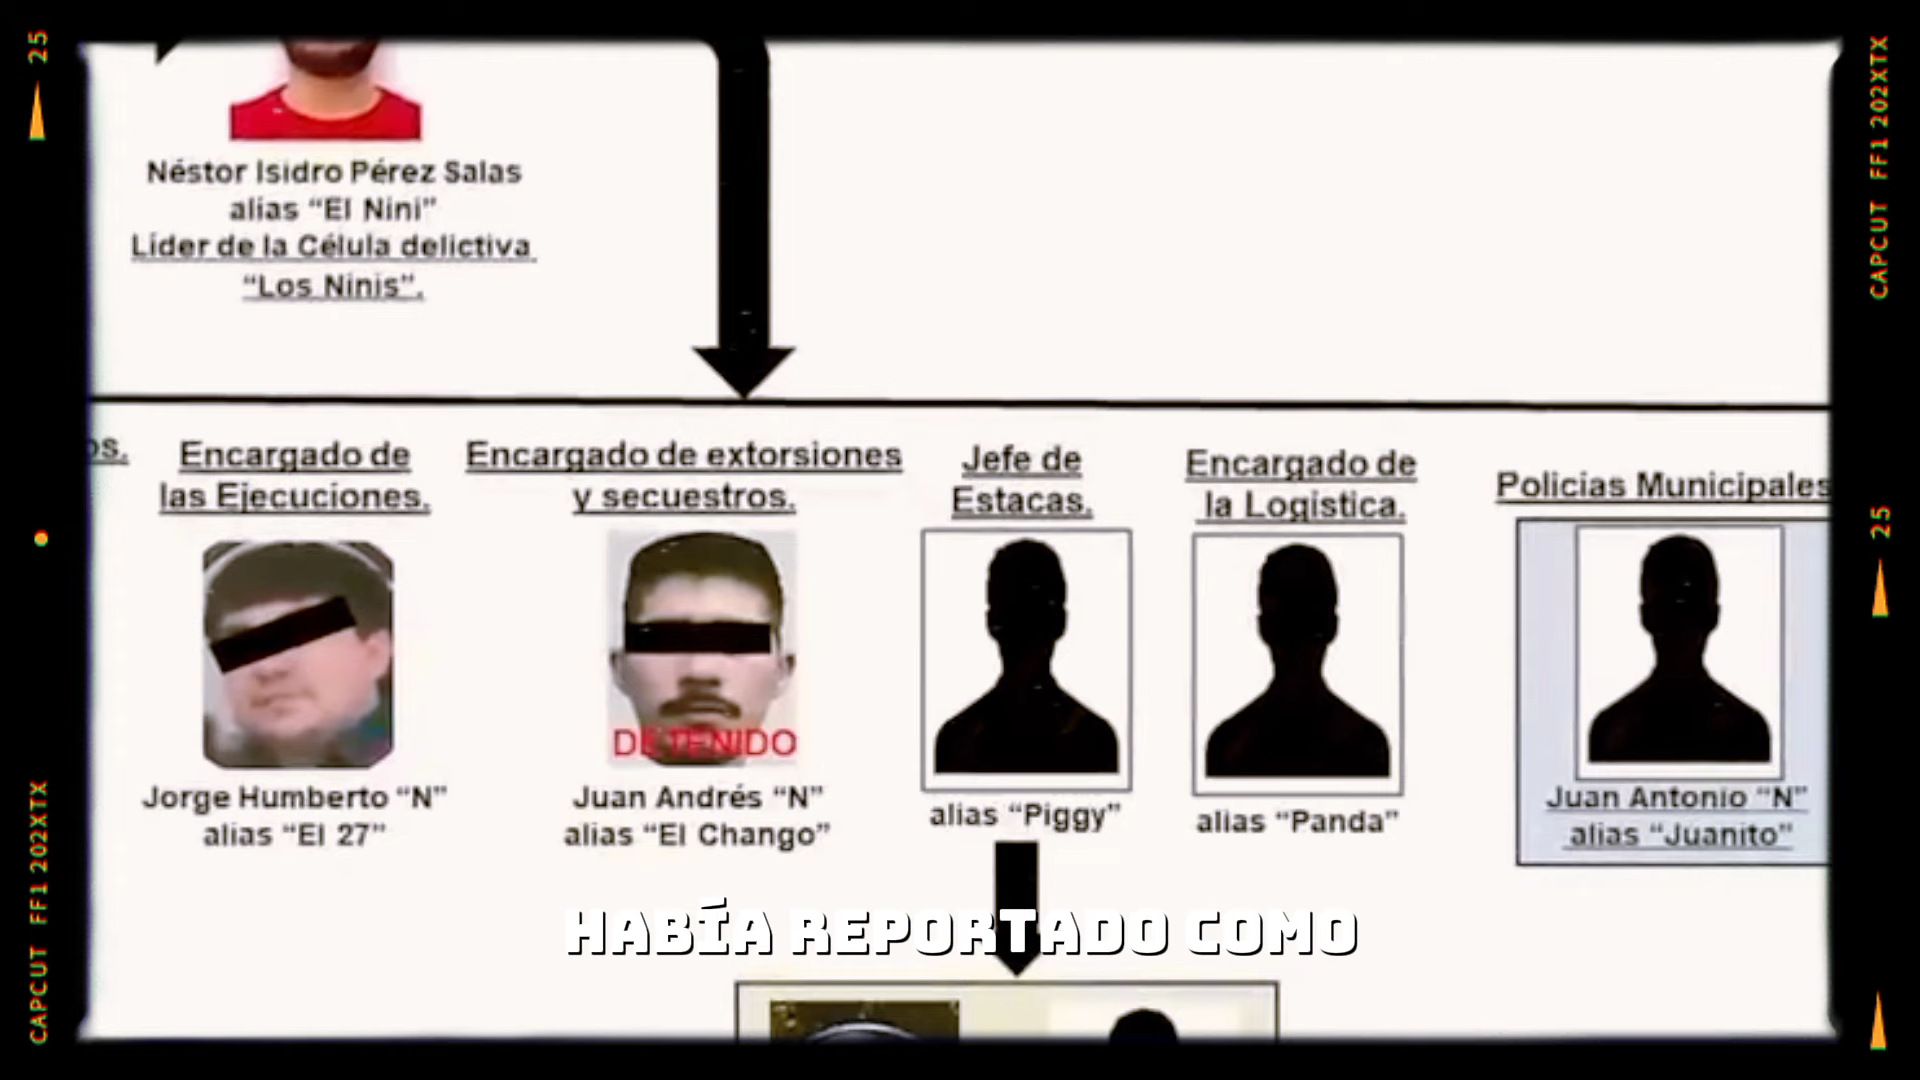 25
CAPCUT FF1 202XTX
Néstor Isidro Pérez Salas
alias “El Nini”
Líder de la Célula delictiva
“Los Ninis”.
os.
Encargado de
las Ejecuciones.
Jorge Humberto “N”
alias “El 27”
Encargado de extorsiones
y secuestros.
DETENIDO
Juan Andrés “N”
alias “El Chango”
Jefe de
Estacas.
alias “Piggy”
Encargado de
la Logistica.
alias “Panda”
Policias Municipales
Juan Antonio “N”
alias “Juanito”
HABÍA REPORTADO COMO
CAPCUT FF1 202XTX
25